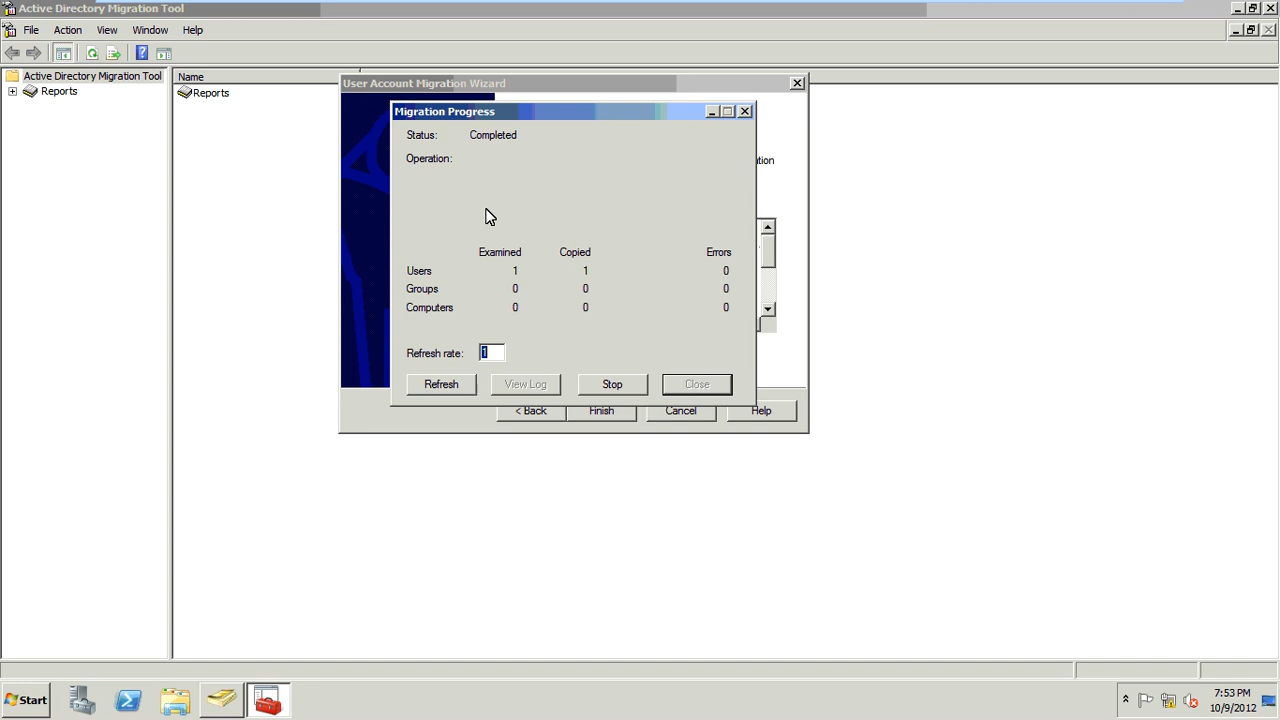 Active Directory Migration Tool
File Action View Window Help
Active Directory Migration Tool
Reports
Name
Reports
User Account Migration Wizard
Migration Progress
Status: Completed
Operation:
Examined Copied Errors
Users 1 1 0
Groups 0 0 0
Computers 0 0 0
Refresh rate: 1
Refresh View Log Stop Close
< Back Finish Cancel Help
Start
7:53 PM
10/9/2012